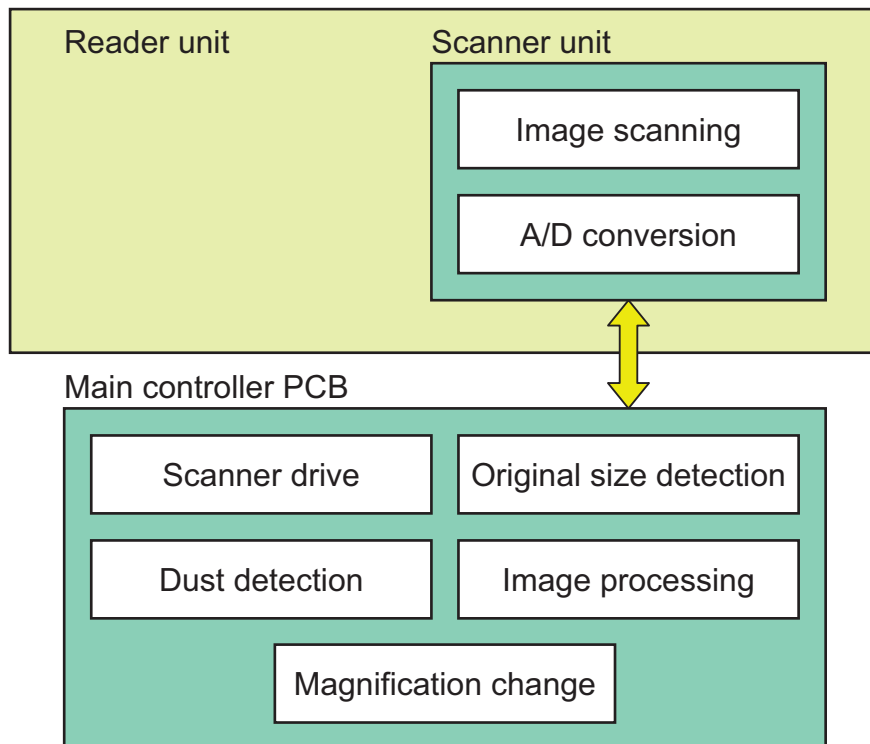 Reader unit
Scanner unit
Image scanning
A/D conversion
Main controller PCB
Scanner drive
Original size detection
Dust detection
Image processing
Magnification change